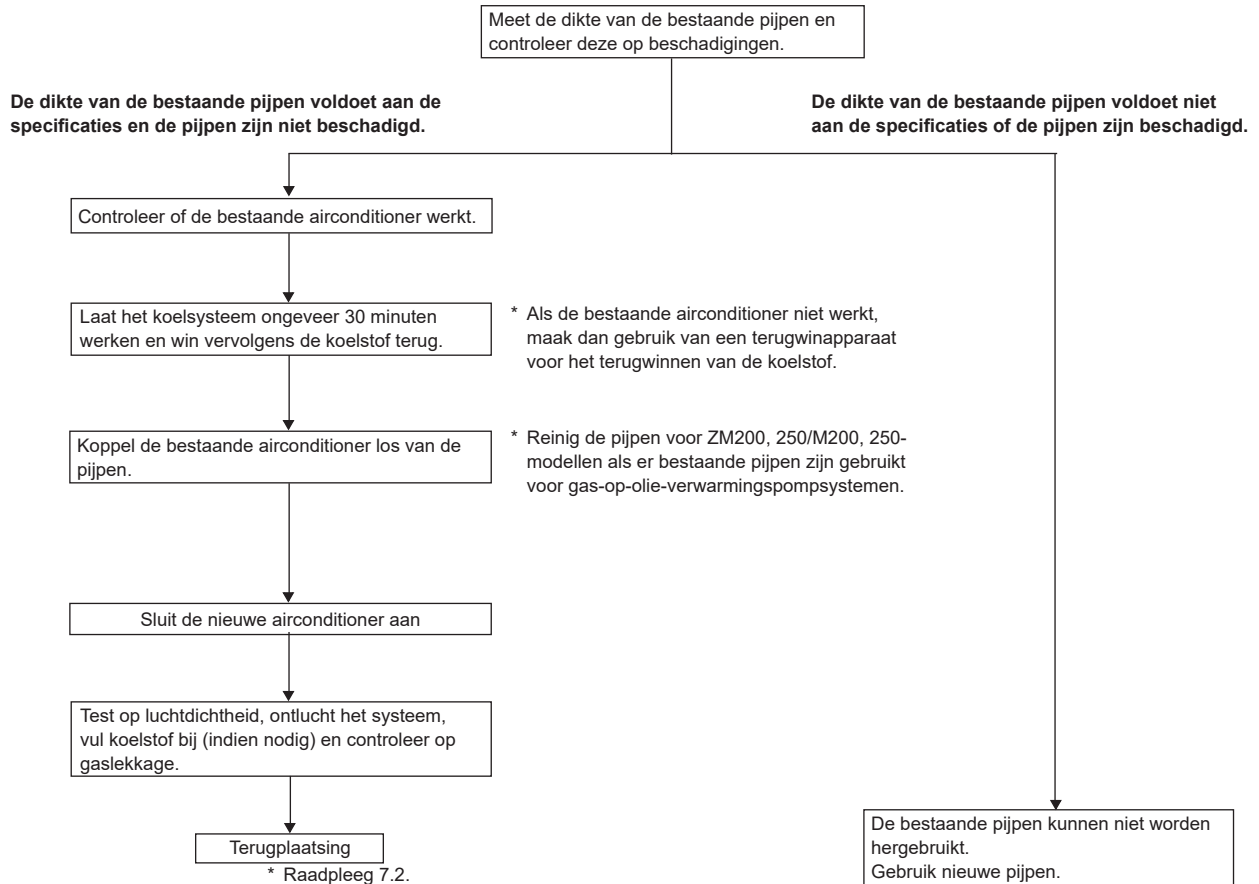 Meet de dikte van de bestaande pijpen en
controleer deze op beschadigingen.
De dikte van de bestaande pijpen voldoet aan de
specificaties en de pijpen zijn niet beschadigd.
De dikte van de bestaande pijpen voldoet niet
aan de specificaties of de pijpen zijn beschadigd.
Controleer of de bestaande airconditioner werkt.
Laat het koelsysteem ongeveer 30 minuten
werken en win vervolgens de koelstof terug.
* Als de bestaande airconditioner niet werkt,
maak dan gebruik van een terugwinapparaat
voor het terugwinnen van de koelstof.
Koppel de bestaande airconditioner los van de
pijpen.
* Reinig de pijpen voor ZM200, 250/M200, 250-
modellen als er bestaande pijpen zijn gebruikt
voor gas-op-olie-verwarmingspompsystemen.
Sluit de nieuwe airconditioner aan
Test op luchtdichtheid, ontlucht het systeem,
vul koelstof bij (indien nodig) en controleer op
gaslekkage.
Terugplaatsing
* Raadpleeg 7.2.
De bestaande pijpen kunnen niet worden
hergebruikt.
Gebruik nieuwe pijpen.